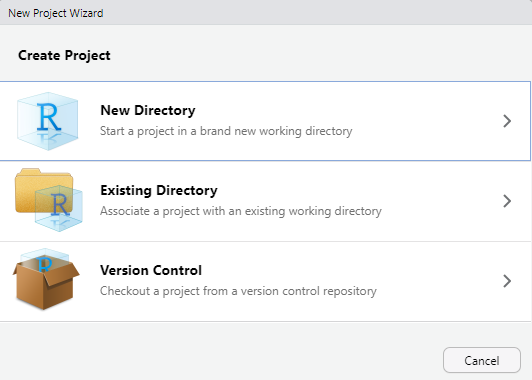 New Project Wizard
Create Project
R
New Directory
Start a project in a brand new working directory
R
Existing Directory
Associate a project with an existing working directory
R
Version Control
Checkout a project from a version control repository
Cancel